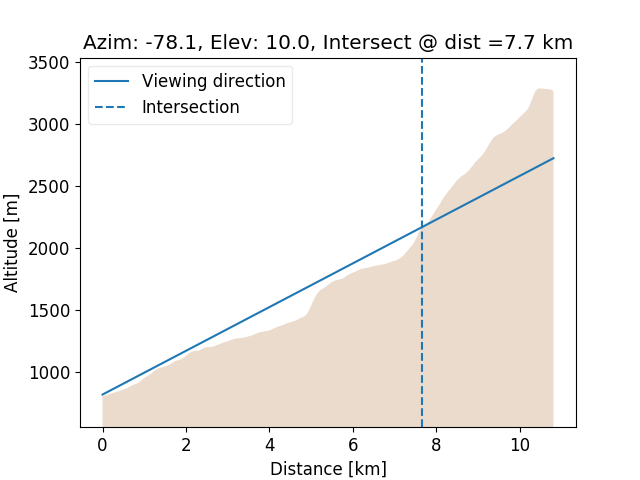 Azim: -78.1, Elev: 10.0, Intersect @ dist =7.7 km
Viewing direction
Intersection
3500
3000
2500
2000
1500
1000
Altitude [m]
0 2 4 6 8 10
Distance [km]